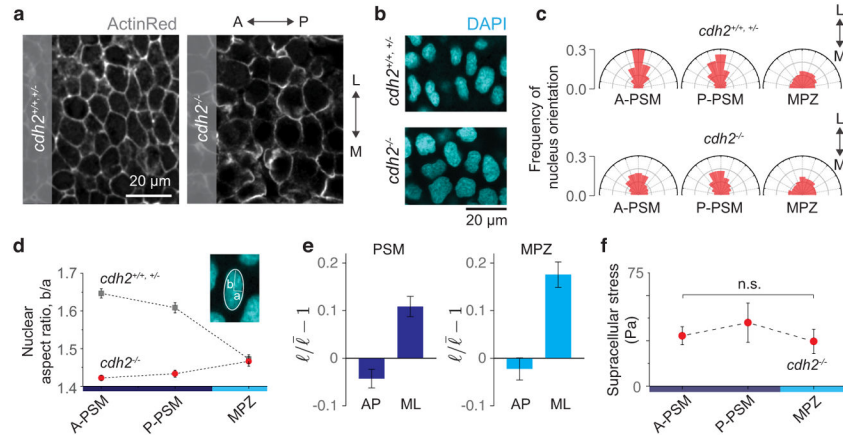 a
ActinRed
A P
cdh2+/+, +/-
20 µm
cdh2-/-
L
M
b
DAPI
cdh2+/+, +/-
cdh2-/-
20 µm
c
cdh2+/+, +/-
L
M
Frequency of
nucleus orientation
0.3
0
A-PSM
P-PSM
MPZ
cdh2-/-
L
M
0.3
0
A-PSM
P-PSM
MPZ
d
Nuclear
aspect ratio, b/a
cdh2+/+, +/-
cdh2-/-
b
a
1.7
1.6
1.5
1.4
A-PSM
P-PSM
MPZ
e
PSM
ℓ/ℓ̄ − 1
0.2
0.1
0
-0.1
AP
ML
MPZ
ℓ/ℓ̄ − 1
0.2
0.1
0
-0.1
AP
ML
f
Supracellular stress
(Pa)
75
0
n.s.
cdh2-/-
A-PSM
P-PSM
MPZ